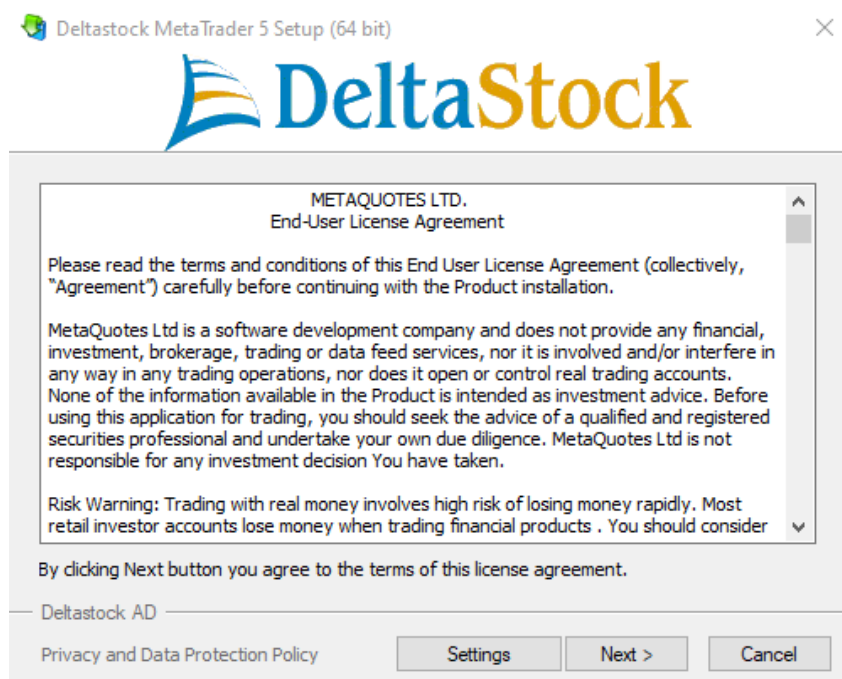 Deltastock MetaTrader 5 Setup (64 bit)
DeltaStock
METAQUOTES LTD.
End-User License Agreement
Please read the terms and conditions of this End User License Agreement (collectively,
“Agreement”) carefully before continuing with the Product installation.
MetaQuotes Ltd is a software development company and does not provide any financial,
investment, brokerage, trading or data feed services, nor it is involved and/or interfere in
any way in any trading operations, nor does it open or control real trading accounts.
None of the information available in the Product is intended as investment advice. Before
using this application for trading, you should seek the advice of a qualified and registered
securities professional and undertake your own due diligence. MetaQuotes Ltd is not
responsible for any investment decision You have taken.
Risk Warning: Trading with real money involves high risk of losing money rapidly. Most
retail investor accounts lose money when trading financial products . You should consider
By clicking Next button you agree to the terms of this license agreement.
Deltastock AD
Privacy and Data Protection Policy
Settings
Next >
Cancel